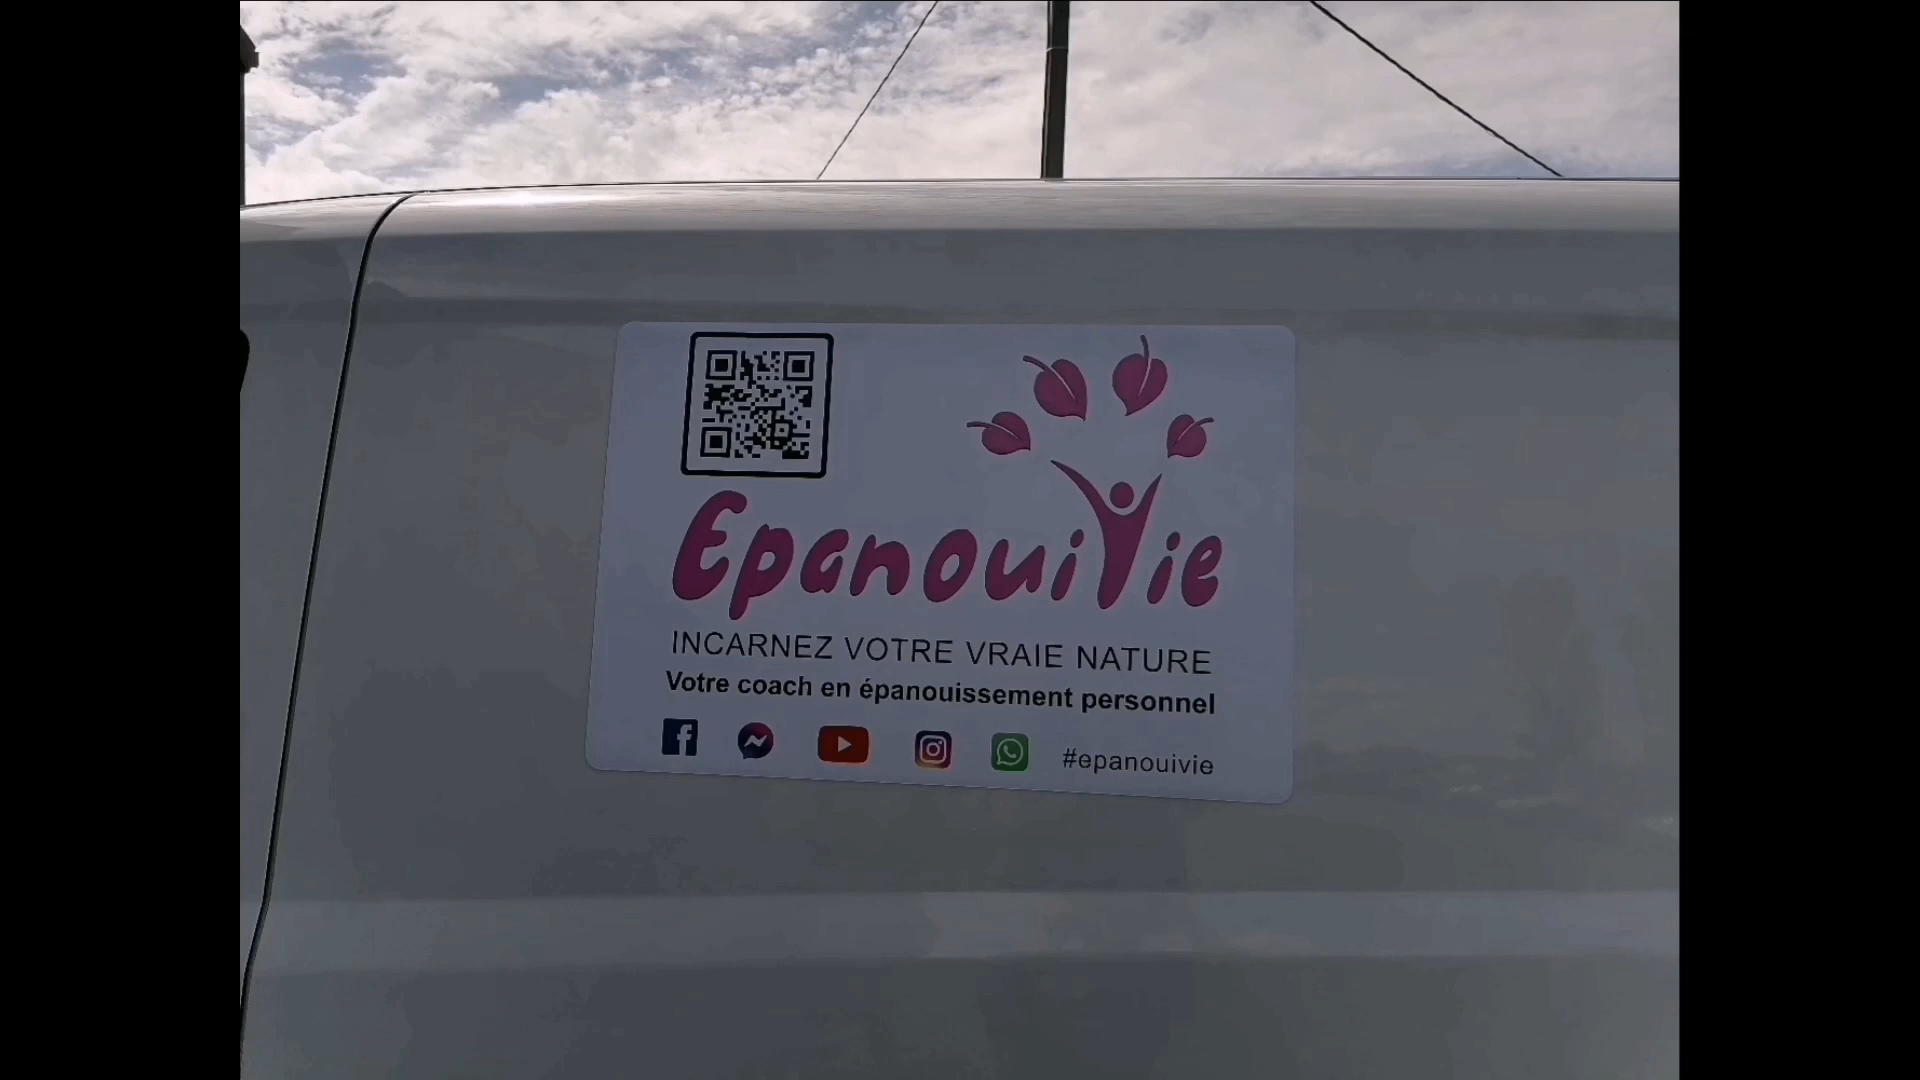 EpanouiVie
INCARNEZ VOTRE VRAIE NATURE
Votre coach en épanouissement personnel
#epanouivie